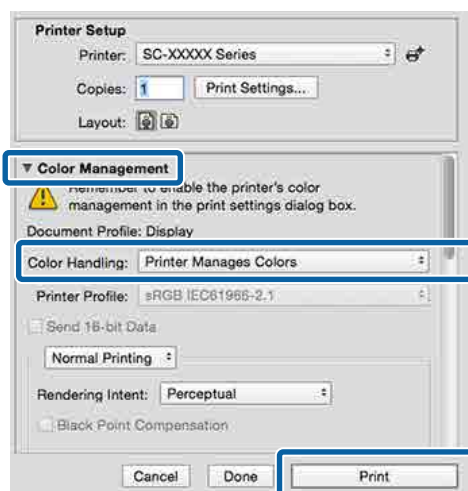 Printer Setup
Printer: SC-XXXXX Series
Copies: 1 Print Settings...
Layout:
▼ Color Management
Remember to enable the printer's color
management in the print settings dialog box.
Document Profile: Display
Color Handling: Printer Manages Colors
Printer Profile: sRGB IEC61966-2.1
Send 16-bit Data
Normal Printing
Rendering Intent: Perceptual
Black Point Compensation
Cancel Done Print